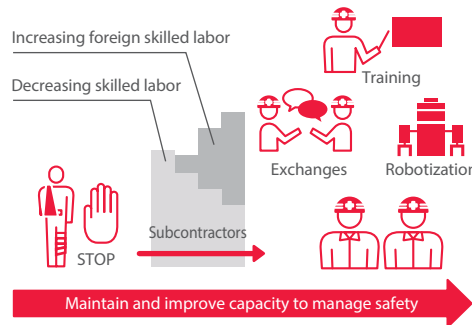 Increasing foreign skilled labor
Decreasing skilled labor
Training
Exchanges
Robotization
Subcontractors
STOP
Maintain and improve capacity to manage safety